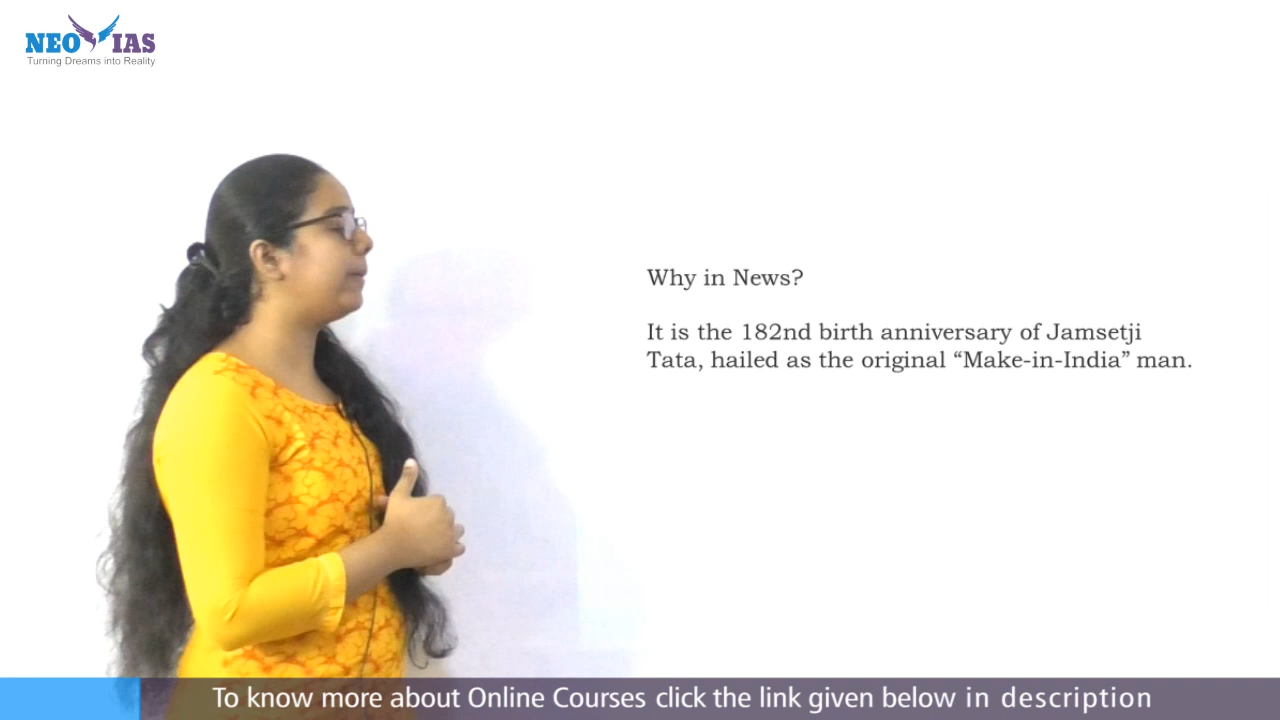 NEO IAS
Turning Dreams into Reality
Why in News?
It is the 182nd birth anniversary of Jamsetji
Tata, hailed as the original “Make-in-India” man.
To know more about Online Courses click the link given below in description